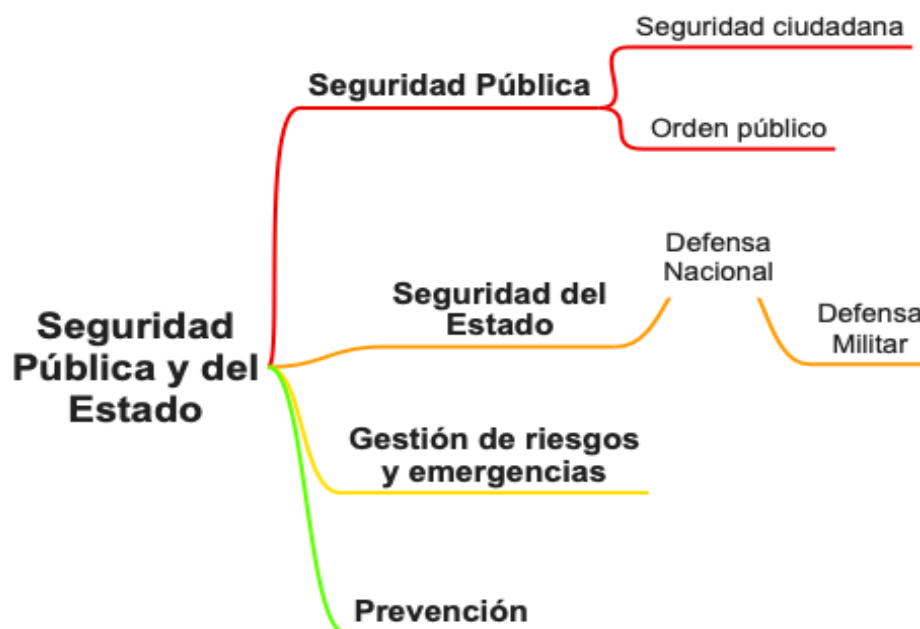 Seguridad ciudadana
Seguridad Pública
Orden público
Defensa
Nacional
Seguridad del
Estado
Defensa
Militar
Seguridad
Pública y del
Estado
Gestión de riesgos
y emergencias
Prevención